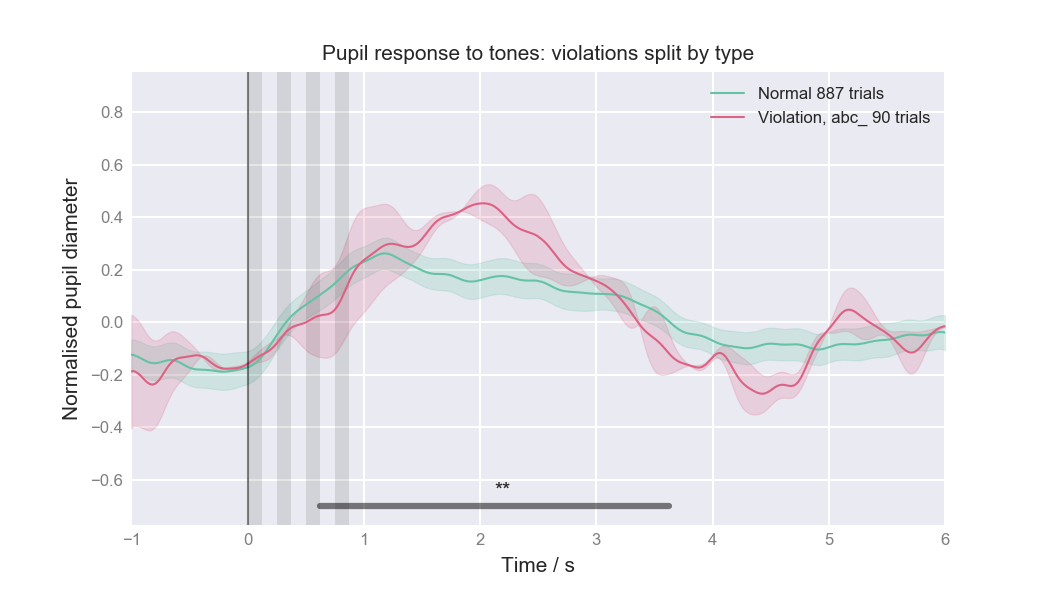 Pupil response to tones: violations split by type
Normal 887 trials
Violation, abc_ 90 trials
Normalised pupil diameter
0.8
0.6
0.4
0.2
0.0
−0.2
−0.4
−0.6
**
−1 0 1 2 3 4 5 6
Time / s